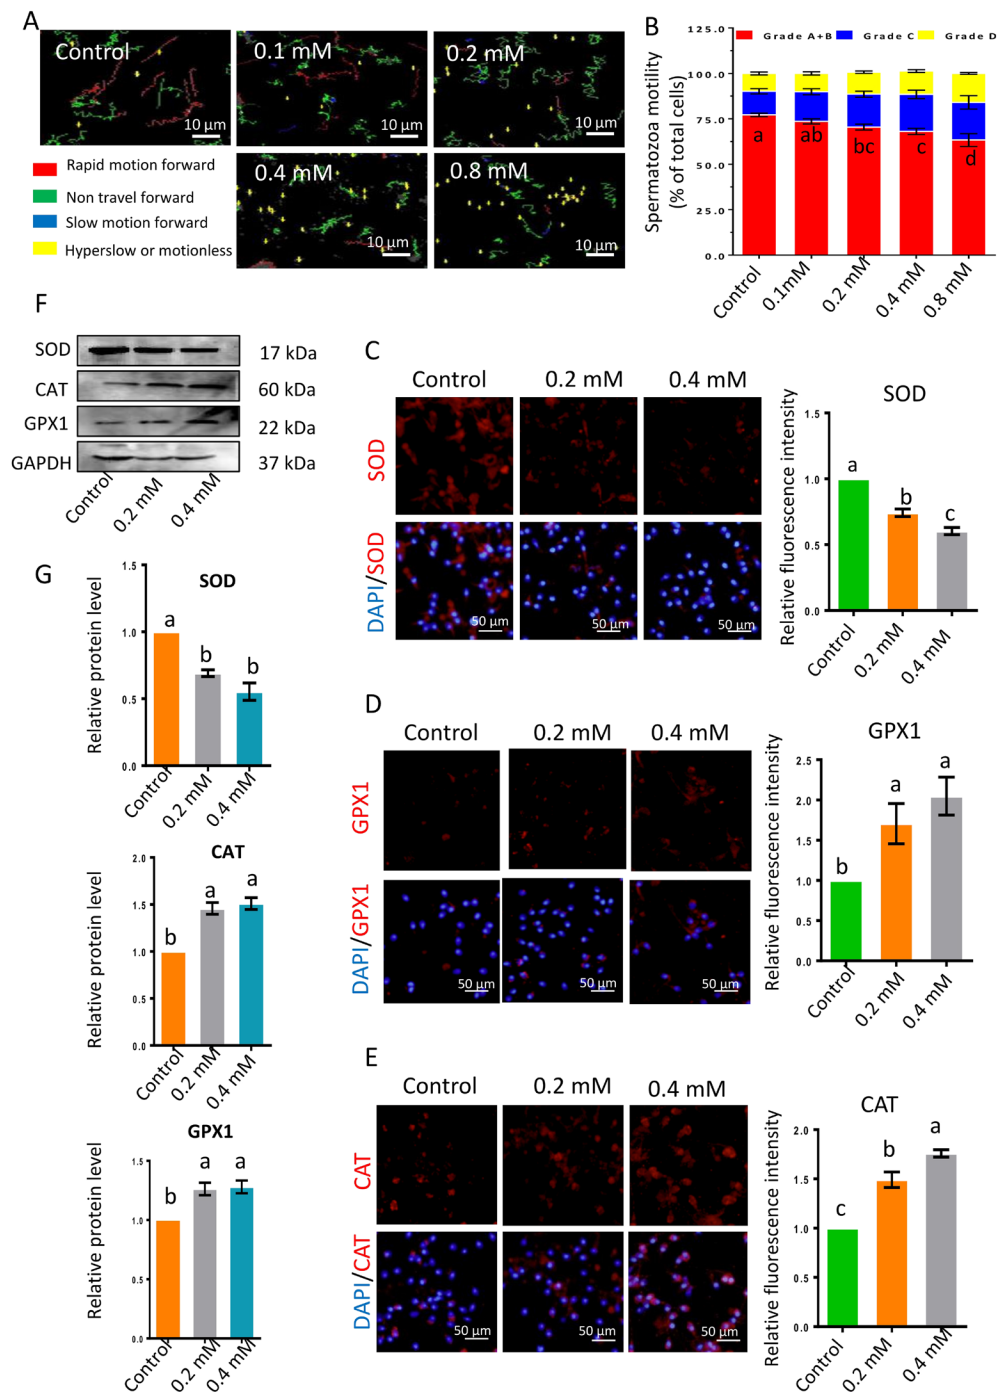 A
Control
0.1 mM
0.2 mM
10 µm
10 µm
10 µm
0.4 mM
0.8 mM
10 µm
10 µm
Rapid motion forward
Non travel forward
Slow motion forward
Hyperslow or motionless
B
Grade A+B
Grade C
Grade D
Spermatozoa motility
(% of total cells)
125.0
100.0
75.0
50.0
25.0
0.0
a
ab
bc
c
d
Control
0.1mM
0.2 mM
0.4 mM
0.8 mM
F
SOD
17 kDa
CAT
60 kDa
GPX1
22 kDa
GAPDH
37 kDa
Control
0.2 mM
0.4 mM
C
Control
0.2 mM
0.4 mM
SOD
DAPI/SOD
50 µm
50 µm
50 µm
SOD
Relative fluorescence intensity
1.5
1.0
0.5
0.0
a
b
c
Control
0.2 mM
0.4 mM
G
SOD
Relative protein level
1.5
1.0
0.5
0.0
a
b
b
Control
0.2 mM
0.4 mM
CAT
Relative protein level
2.0
1.5
1.0
0.5
0.0
b
a
a
Control
0.2 mM
0.4 mM
GPX1
Relative protein level
1.5
1.0
0.5
0.0
b
a
a
Control
0.2 mM
0.4 mM
D
Control
0.2 mM
0.4 mM
GPX1
DAPI/GPX1
50 µm
50 µm
50 µm
GPX1
Relative fluorescence intensity
2.5
2.0
1.5
1.0
0.5
0.0
b
a
a
Control
0.2 mM
0.4 mM
E
Control
0.2 mM
0.4 mM
CAT
DAPI/CAT
50 µm
50 µm
50 µm
CAT
Relative fluorescence intensity
2.0
1.5
1.0
0.5
0.0
c
b
a
Control
0.2 mM
0.4 mM